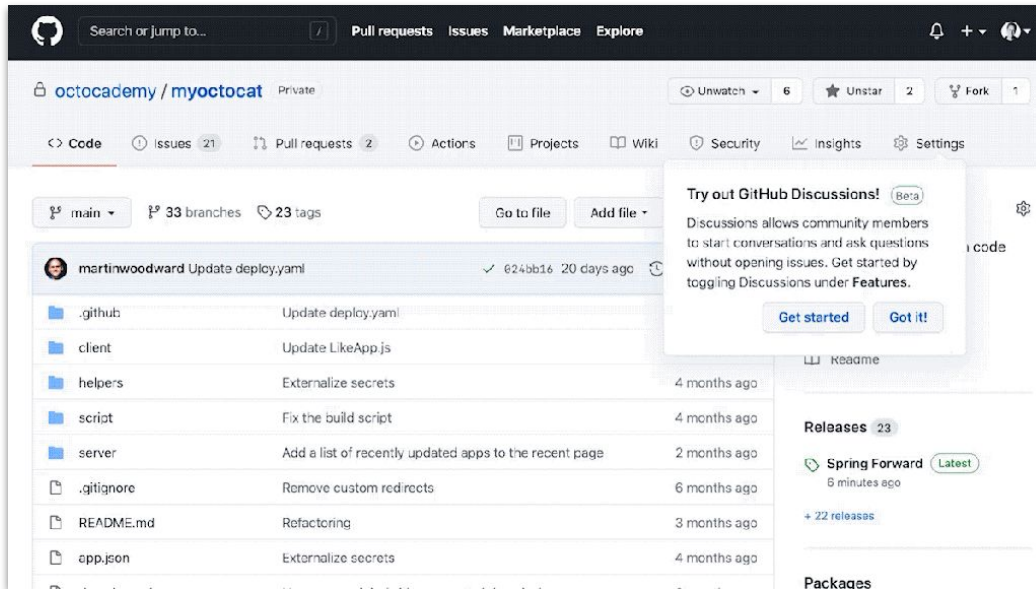 Search or jump to... /
Pull requests Issues Marketplace Explore
octocademy / myoctocat Private
Unwatch 6 Unstar 2 Fork 1
Code Issues 21 Pull requests 2 Actions Projects Wiki Security Insights Settings
main 33 branches 23 tags Go to file Add file
Try out GitHub Discussions! Beta
Discussions allows community members
to start conversations and ask questions
without opening issues. Get started by
toggling Discussions under Features.
Get started Got it!
code
martinwoodward Update deploy.yaml 024bb16 20 days ago
.github Update deploy.yaml
client Update LikeApp.js
Readme
helpers Externalize secrets 4 months ago
script Fix the build script 4 months ago
server Add a list of recently updated apps to the recent page 2 months ago
.gitignore Remove custom redirects 6 months ago
README.md Refactoring 3 months ago
app.json Externalize secrets 4 months ago
Releases 23
Spring Forward Latest
6 minutes ago
+ 22 releases
Packages